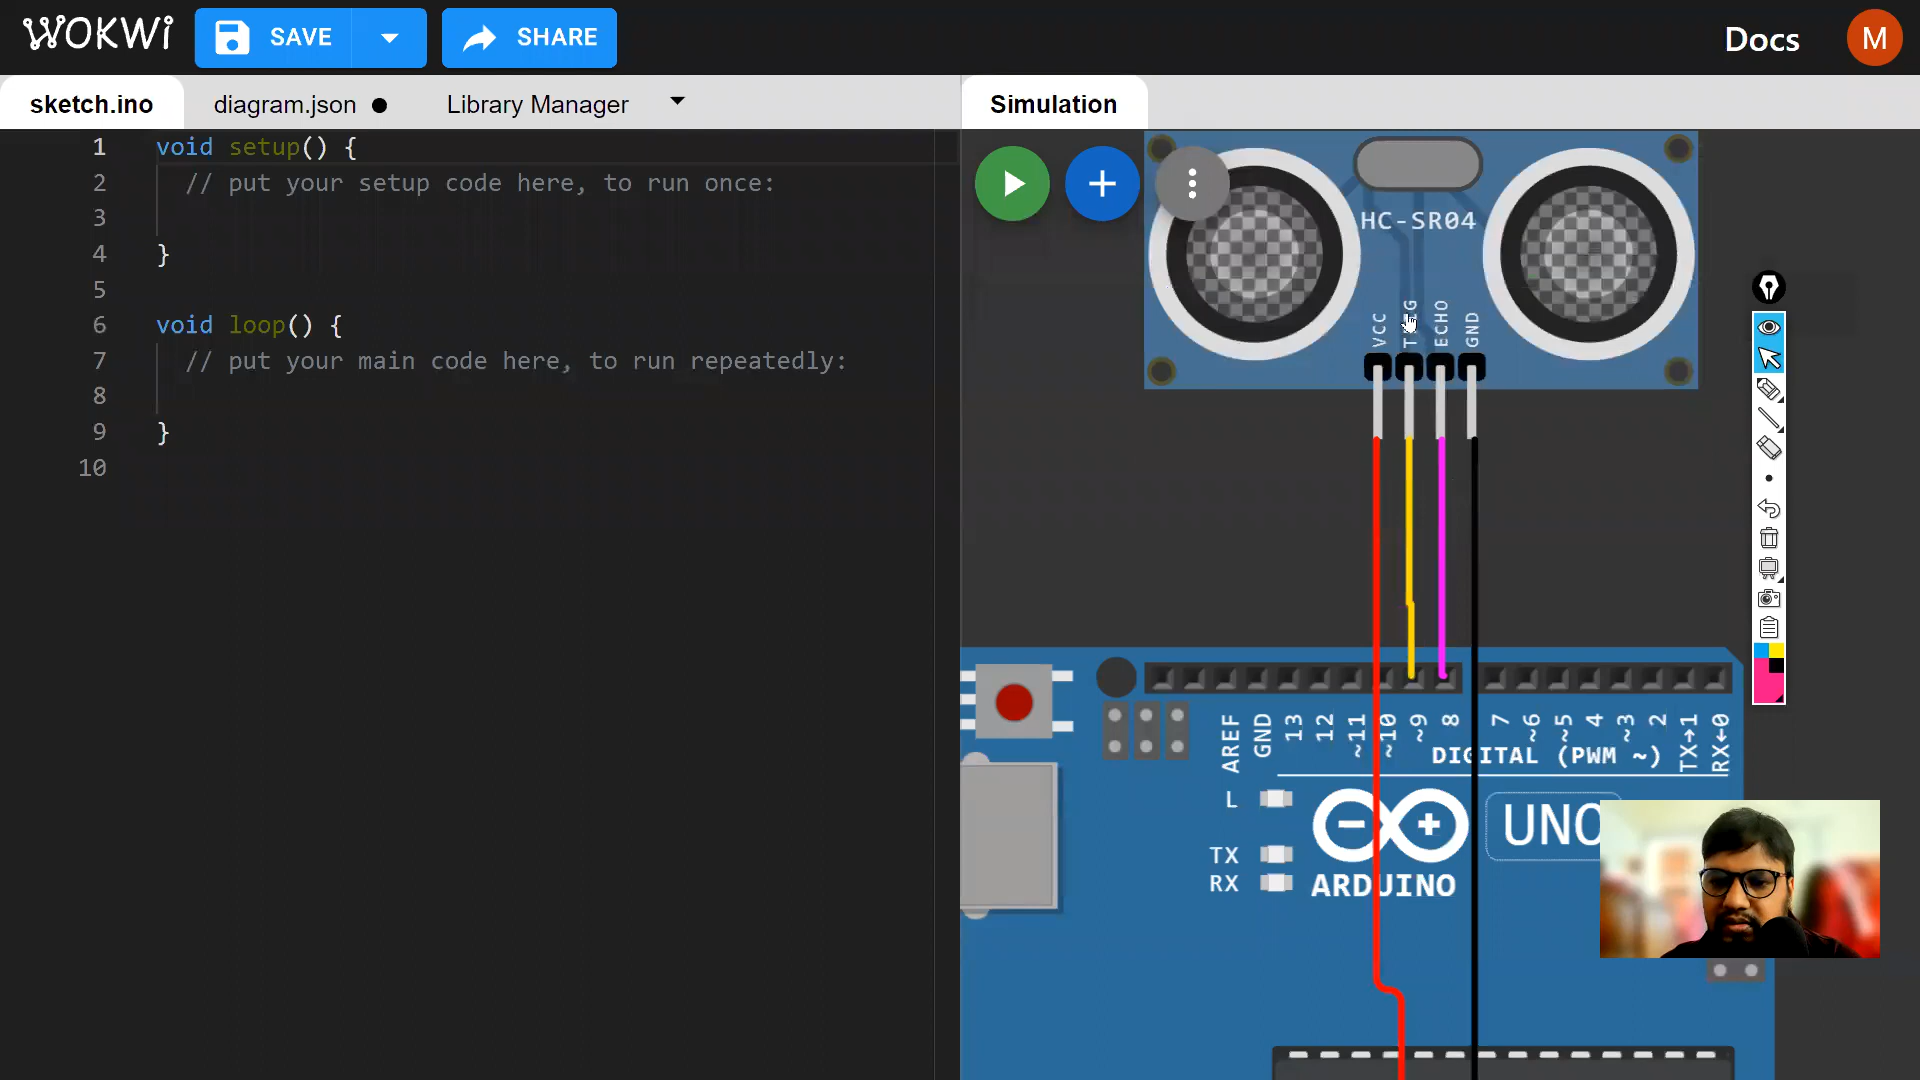 WOKWi
SAVE
SHARE
Docs
M
sketch.ino
diagram.json
Library Manager
Simulation
1 void setup() {
2 // put your setup code here, to run once:
3
4 }
5
6 void loop() {
7 // put your main code here, to run repeatedly:
8
9 }
10
HC-SR04
VCC
ECHO
GND
AREF
GND
13
12
~11
~10
~9
8
7
~6
~5
4
~3
2
TX→1
RX←0
DIGITAL (PWM ~)
L
TX
RX
ARDUINO
UNO